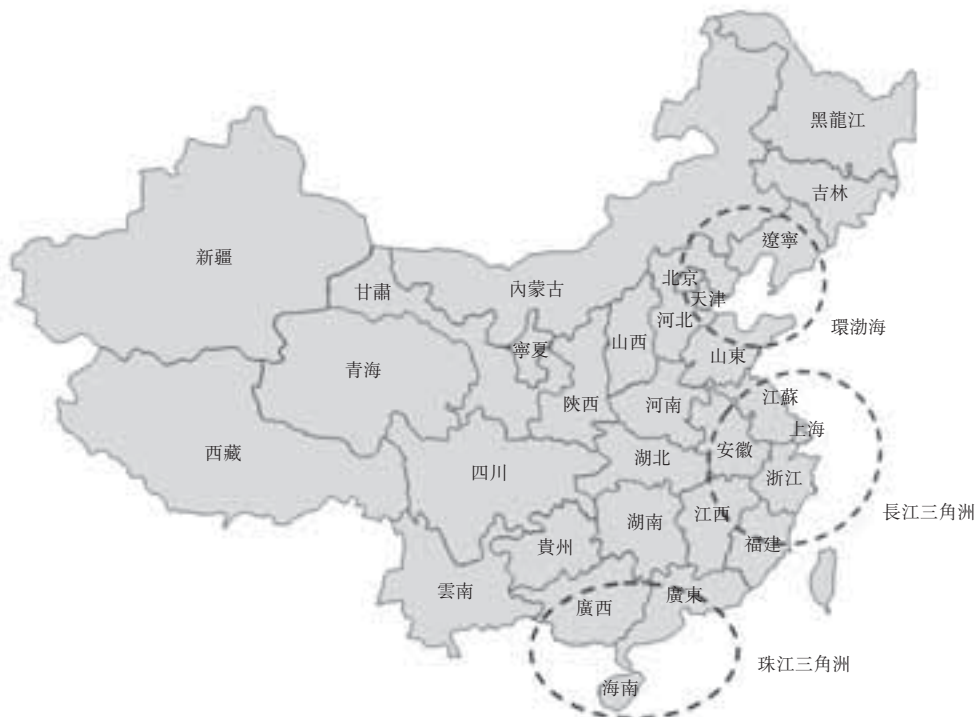 黑龍江
吉林
遼寧
新疆
北京
內蒙古
甘肅
天津
環渤海
河北
山西
寧夏
山東
青海
江蘇
陝西
河南
上海
安徽
西藏
湖北
四川
浙江
長江三角洲
江西
湖南
福建
貴州
雲南
廣東
廣西
珠江三角洲
海南